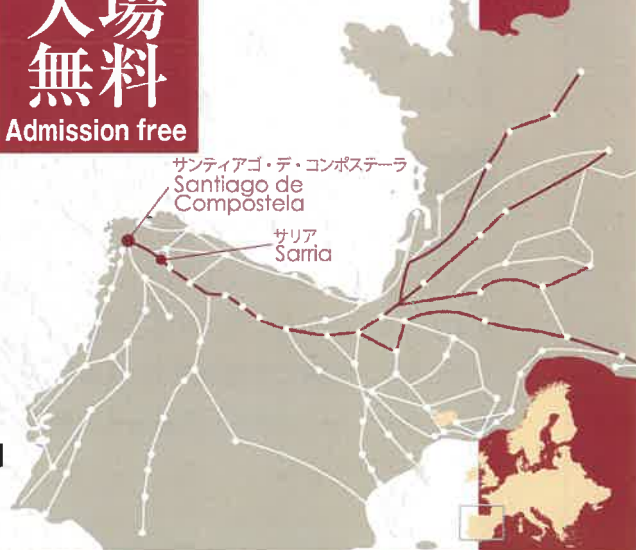 入場
無料
Admission free
サンティアゴ・デ・コンポステーラ
Santiago de
Compostela
サリア
Sarria